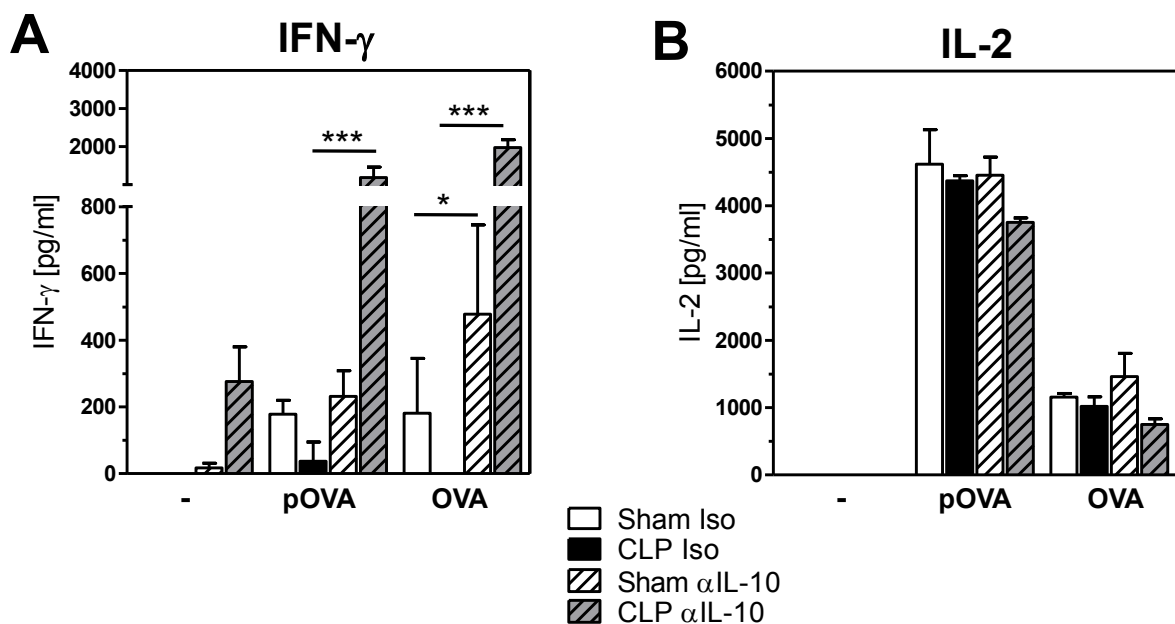 A
IFN-γ
4000
3000
2000
800
600
400
200
0
IFN-γ [pg/ml]
***
***
*
-
pOVA
OVA
B
IL-2
6000
5000
4000
3000
2000
1000
0
IL-2 [pg/ml]
-
pOVA
OVA
Sham Iso
CLP Iso
Sham αIL-10
CLP αIL-10